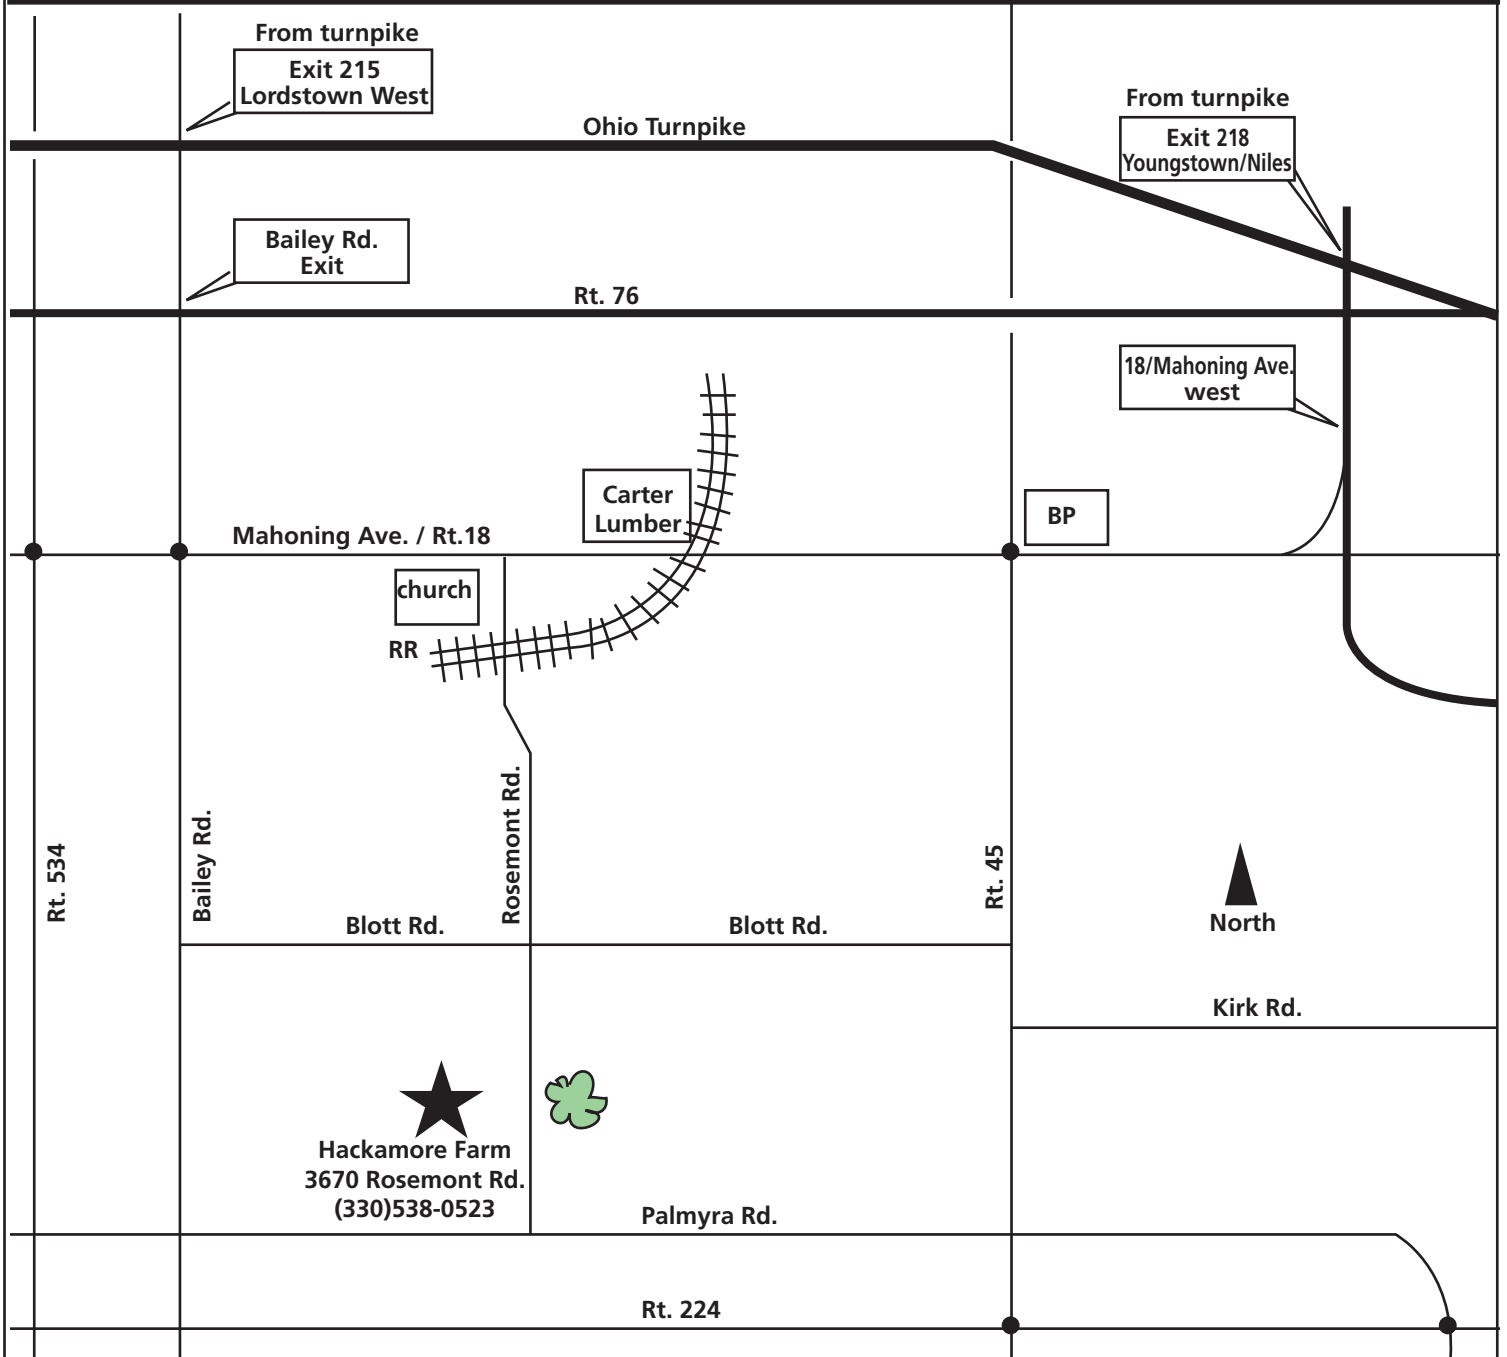 From turnpike
Exit 215
Lordstown West
Ohio Turnpike
From turnpike
Exit 218
Youngstown/Niles
Bailey Rd.
Exit
Rt. 76
18/Mahoning Ave.
west
Carter
Lumber
BP
Mahoning Ave. / Rt.18
church
RR
Rt. 534
Bailey Rd.
Rosemont Rd.
Rt. 45
North
Blott Rd.
Blott Rd.
Kirk Rd.
Hackamore Farm
3670 Rosemont Rd.
(330)538-0523
Palmyra Rd.
Rt. 224